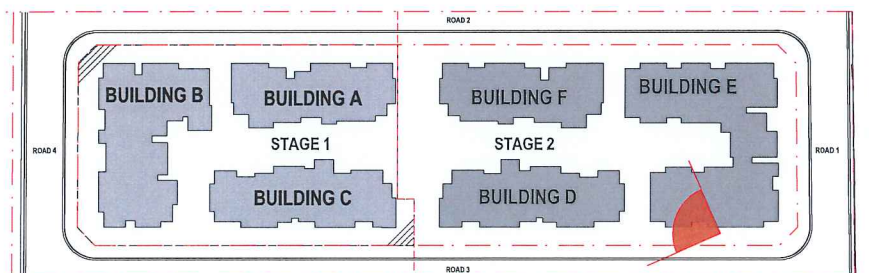 ROAD 2
BUILDING B
BUILDING A
BUILDING F
BUILDING E
STAGE 1
STAGE 2
ROAD 4
ROAD 1
BUILDING C
BUILDING D
ROAD 3